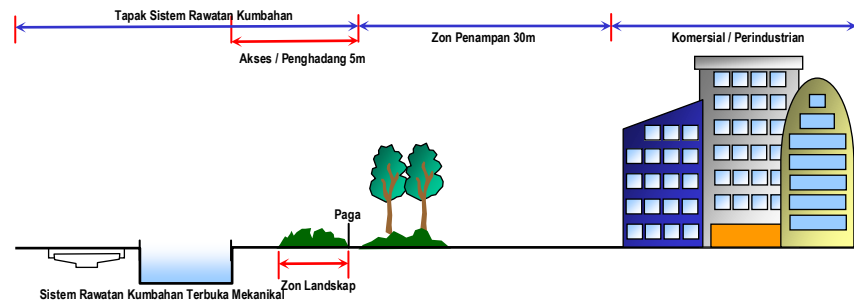 Tapak Sistem Rawatan Kumbahan
Zon Penampan 30m
Komersial / Perindustrian
Akses / Penghadang 5m
Paga
Zon Landskap
Sistem Rawatan Kumbahan Terbuka Mekanikal